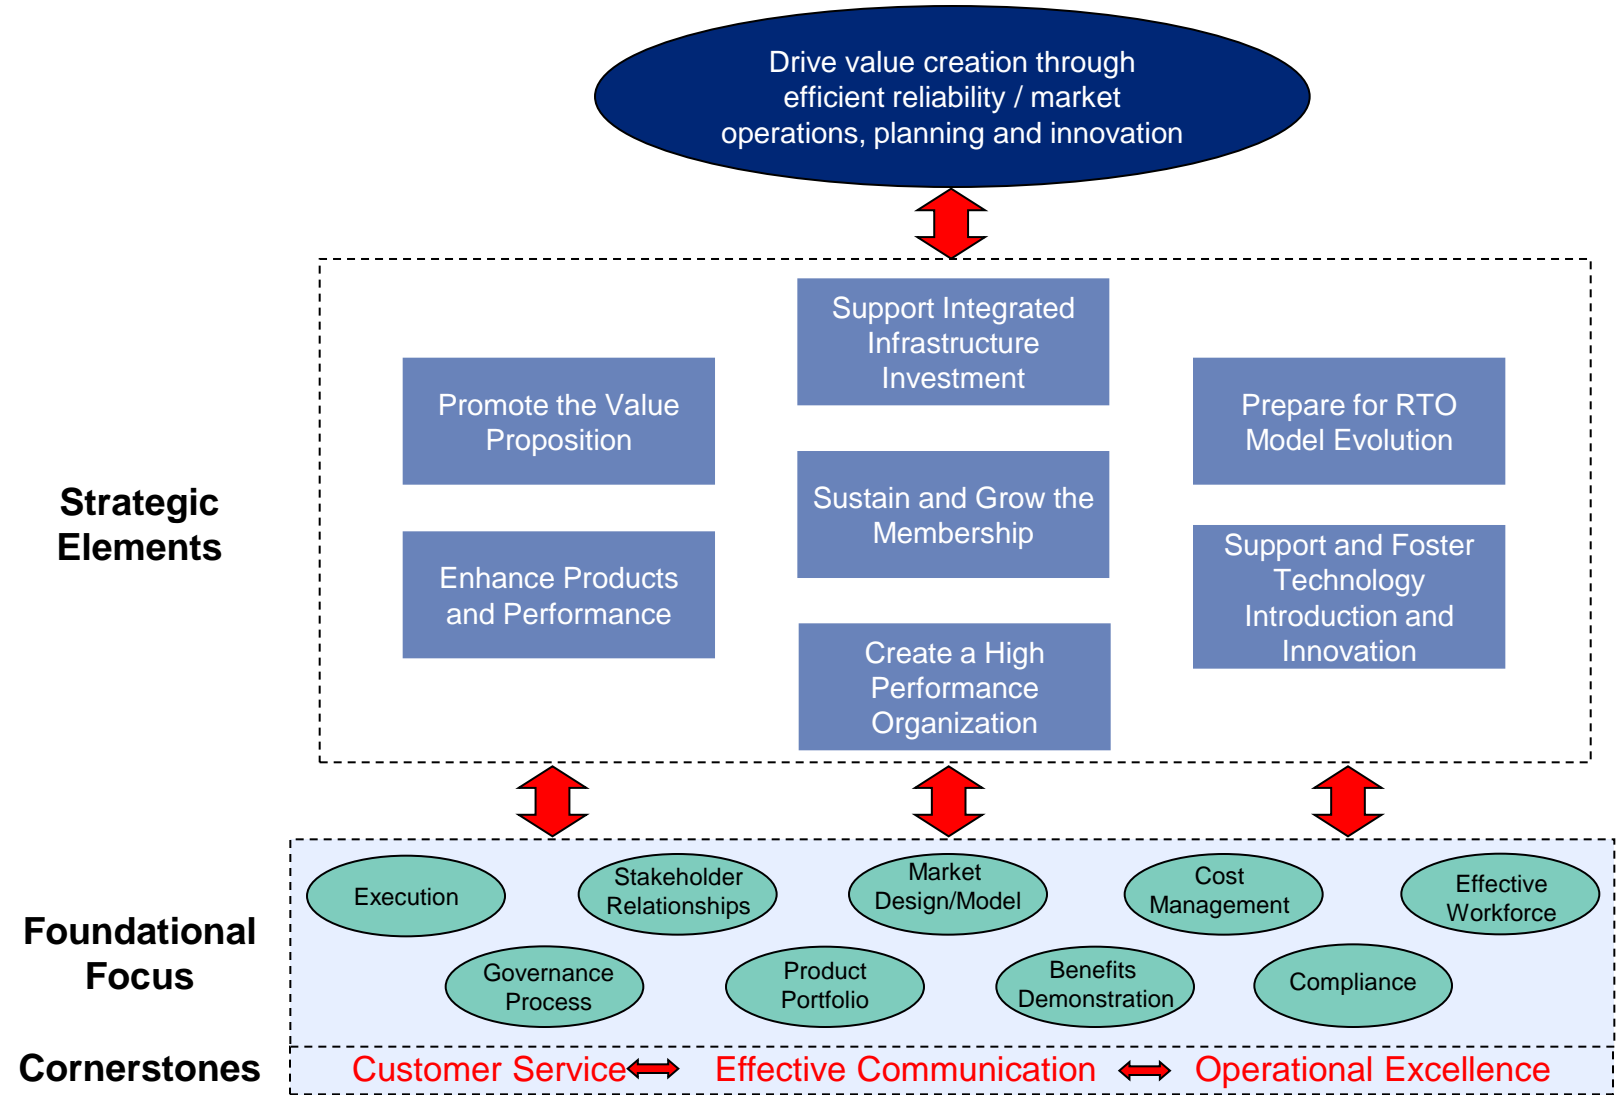 Drive value creation through
efficient reliability / market
operations, planning and innovation
Strategic
Elements
Promote the Value
Proposition
Enhance Products
and Performance
Support Integrated
Infrastructure
Investment
Sustain and Grow the
Membership
Create a High
Performance
Organization
Prepare for RTO
Model Evolution
Support and Foster
Technology
Introduction and
Innovation
Foundational
Focus
Execution
Stakeholder
Relationships
Market
Design/Model
Cost
Management
Effective
Workforce
Governance
Process
Product
Portfolio
Benefits
Demonstration
Compliance
Cornerstones
Customer Service
Effective Communication
Operational Excellence